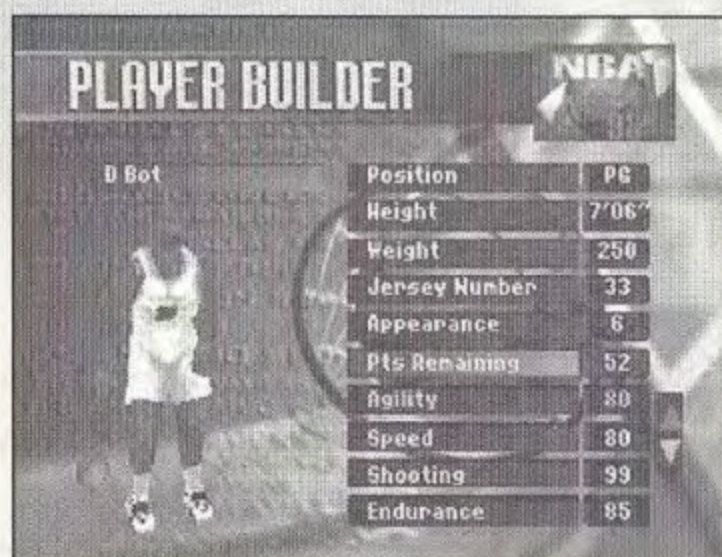 PLAYER BUILDER
NBA
D Bot
Position PG
Height 7'06"
Weight 250
Jersey Number 33
Appearance 6
Pts Remaining 52
Agility 80
Speed 80
Shooting 99
Endurance 85